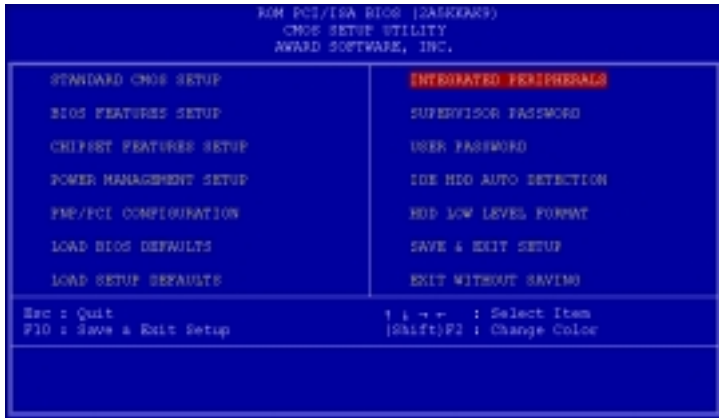 ROM PCI/ISA BIOS (2A5KKAK9)
CMOS SETUP UTILITY
AWARD SOFTWARE, INC.
STANDARD CMOS SETUP
BIOS FEATURES SETUP
CHIPSET FEATURES SETUP
POWER MANAGEMENT SETUP
PNP/PCI CONFIGURATION
LOAD BIOS DEFAULTS
LOAD SETUP DEFAULTS
INTEGRATED PERIPHERALS
SUPERVISOR PASSWORD
USER PASSWORD
IDE HDD AUTO DETECTION
HDD LOW LEVEL FORMAT
SAVE & EXIT SETUP
EXIT WITHOUT SAVING
Esc : Quit
F10 : Save & Exit Setup
↑ ↓ → ← : Select Item
(Shift)F2 : Change Color